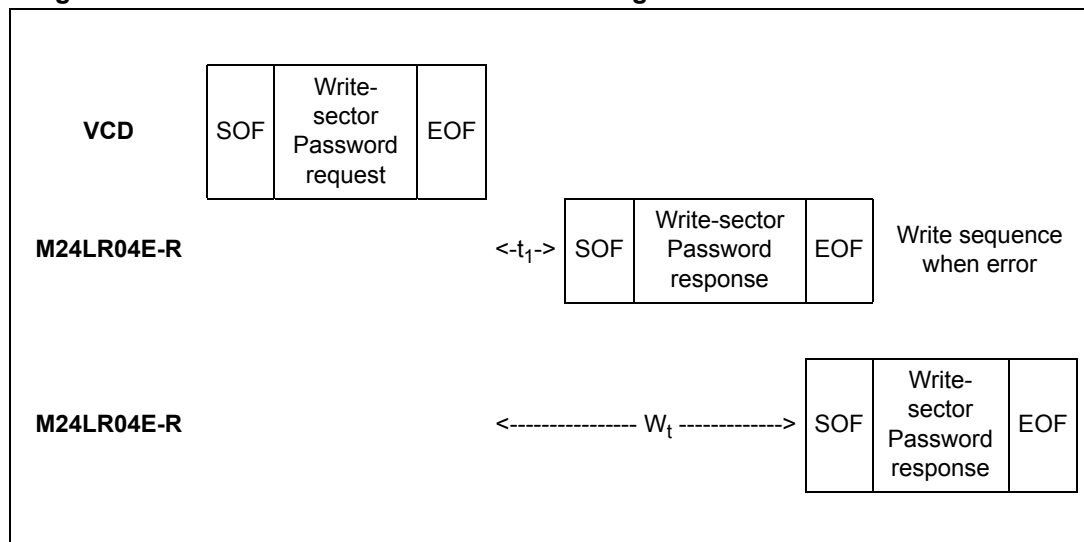 VCD
SOF
Write-
sector
Password
request
EOF
M24LR04E-R
<-t₁->
SOF
Write-sector
Password
response
EOF
Write sequence
when error
M24LR04E-R
<---------------- Wₜ ------------->
SOF
Write-
sector
Password
response
EOF